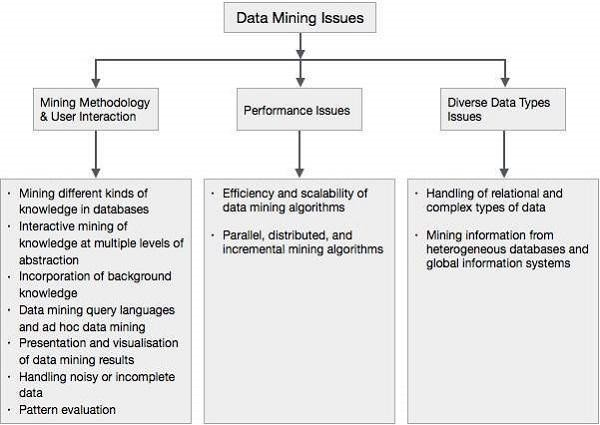 Data Mining Issues
Mining Methodology
& User Interaction
Performance Issues
Diverse Data Types
Issues
· Mining different kinds of
knowledge in databases
· Interactive mining of
knowledge at multiple levels of
abstraction
· Incorporation of background
knowledge
· Data mining query languages
and ad hoc data mining
· Presentation and visualisation
of data mining results
· Handling noisy or incomplete
data
· Pattern evaluation
· Efficiency and scalability of
data mining algorithms
· Parallel, distributed, and
incremental mining algorithms
· Handling of relational and
complex types of data
· Mining information from
heterogeneous databases and
global information systems